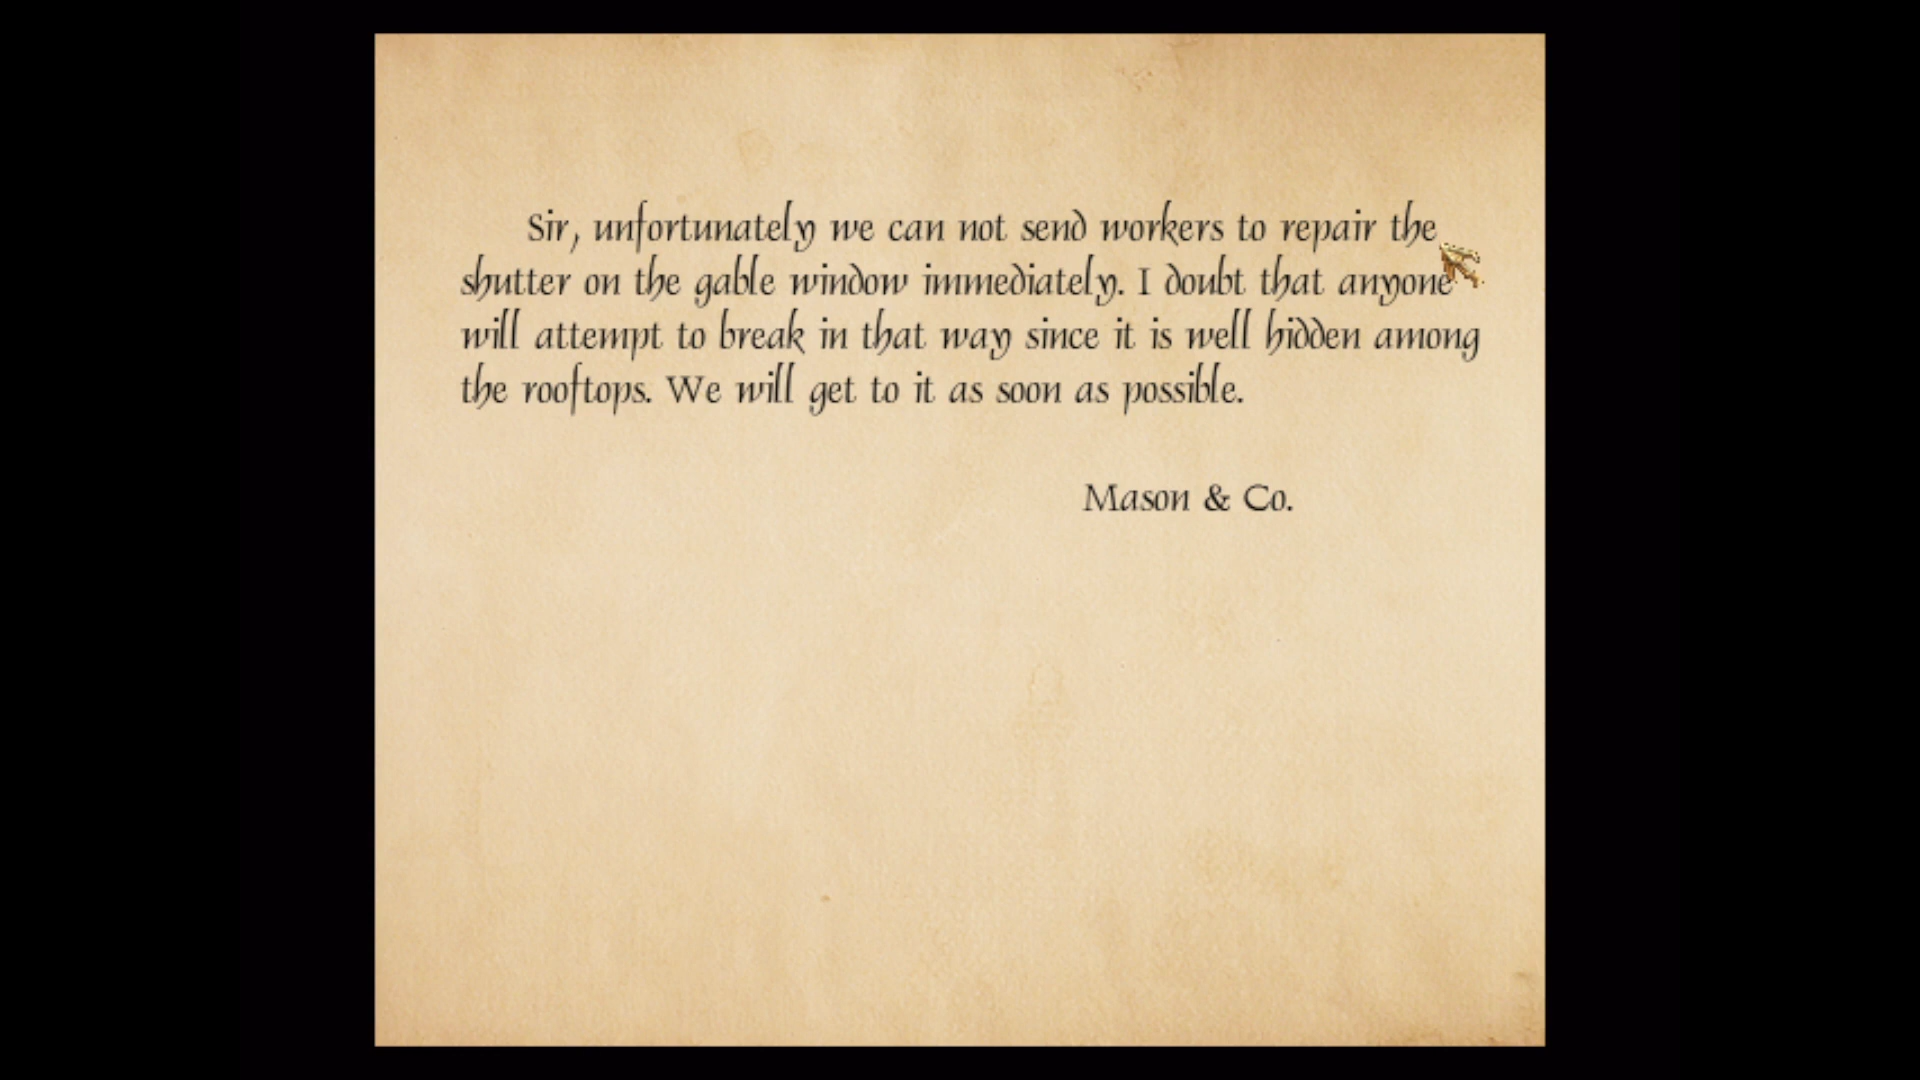 Sir, unfortunately we can not send workers to repair the
shutter on the gable window immediately. I doubt that anyone
will attempt to break in that way since it is well hidden among
the rooftops. We will get to it as soon as possible.
Mason & Co.